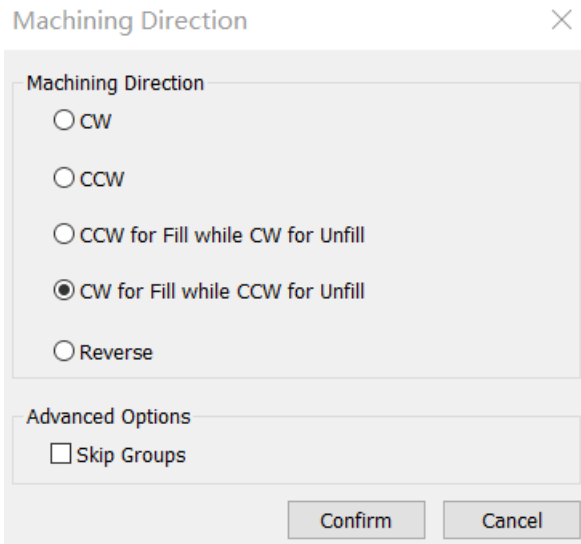 Machining Direction
Machining Direction
CW
CCW
CCW for Fill while CW for Unfill
CW for Fill while CCW for Unfill
Reverse
Advanced Options
Skip Groups
Confirm Cancel